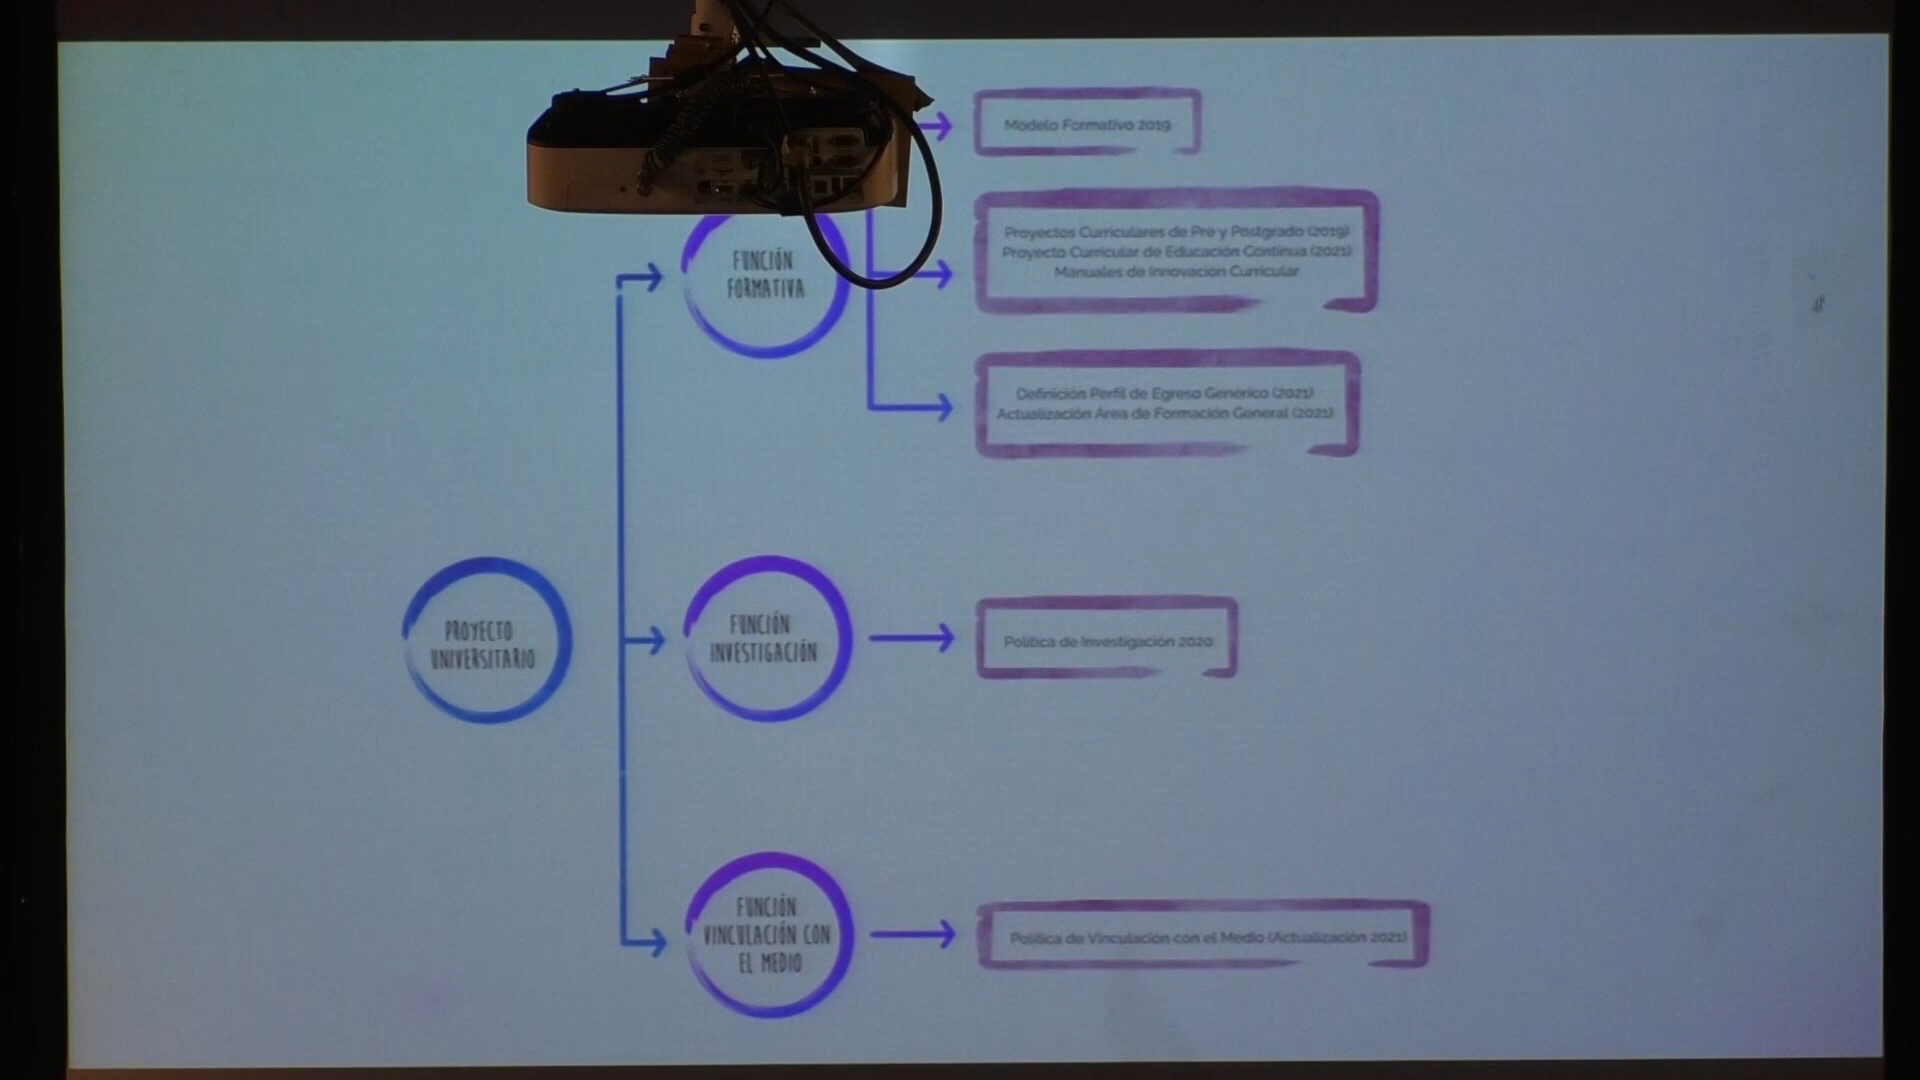 Modelo Formativo 2019
Proyectos Curriculares de Pre y Postgrado (2019)
Proyecto Curricular de Educación Continua (2021)
Manuales de Innovación Curricular
FUNCIÓN
FORMATIVA
Definición Perfil de Egreso Genérico (2021)
Actualización Área de Formación General (2021)
PROYECTO
UNIVERSITARIO
FUNCIÓN
INVESTIGACIÓN
Política de Investigación 2020
FUNCIÓN
VINCULACIÓN CON
EL MEDIO
Política de Vinculación con el Medio (Actualización 2021)